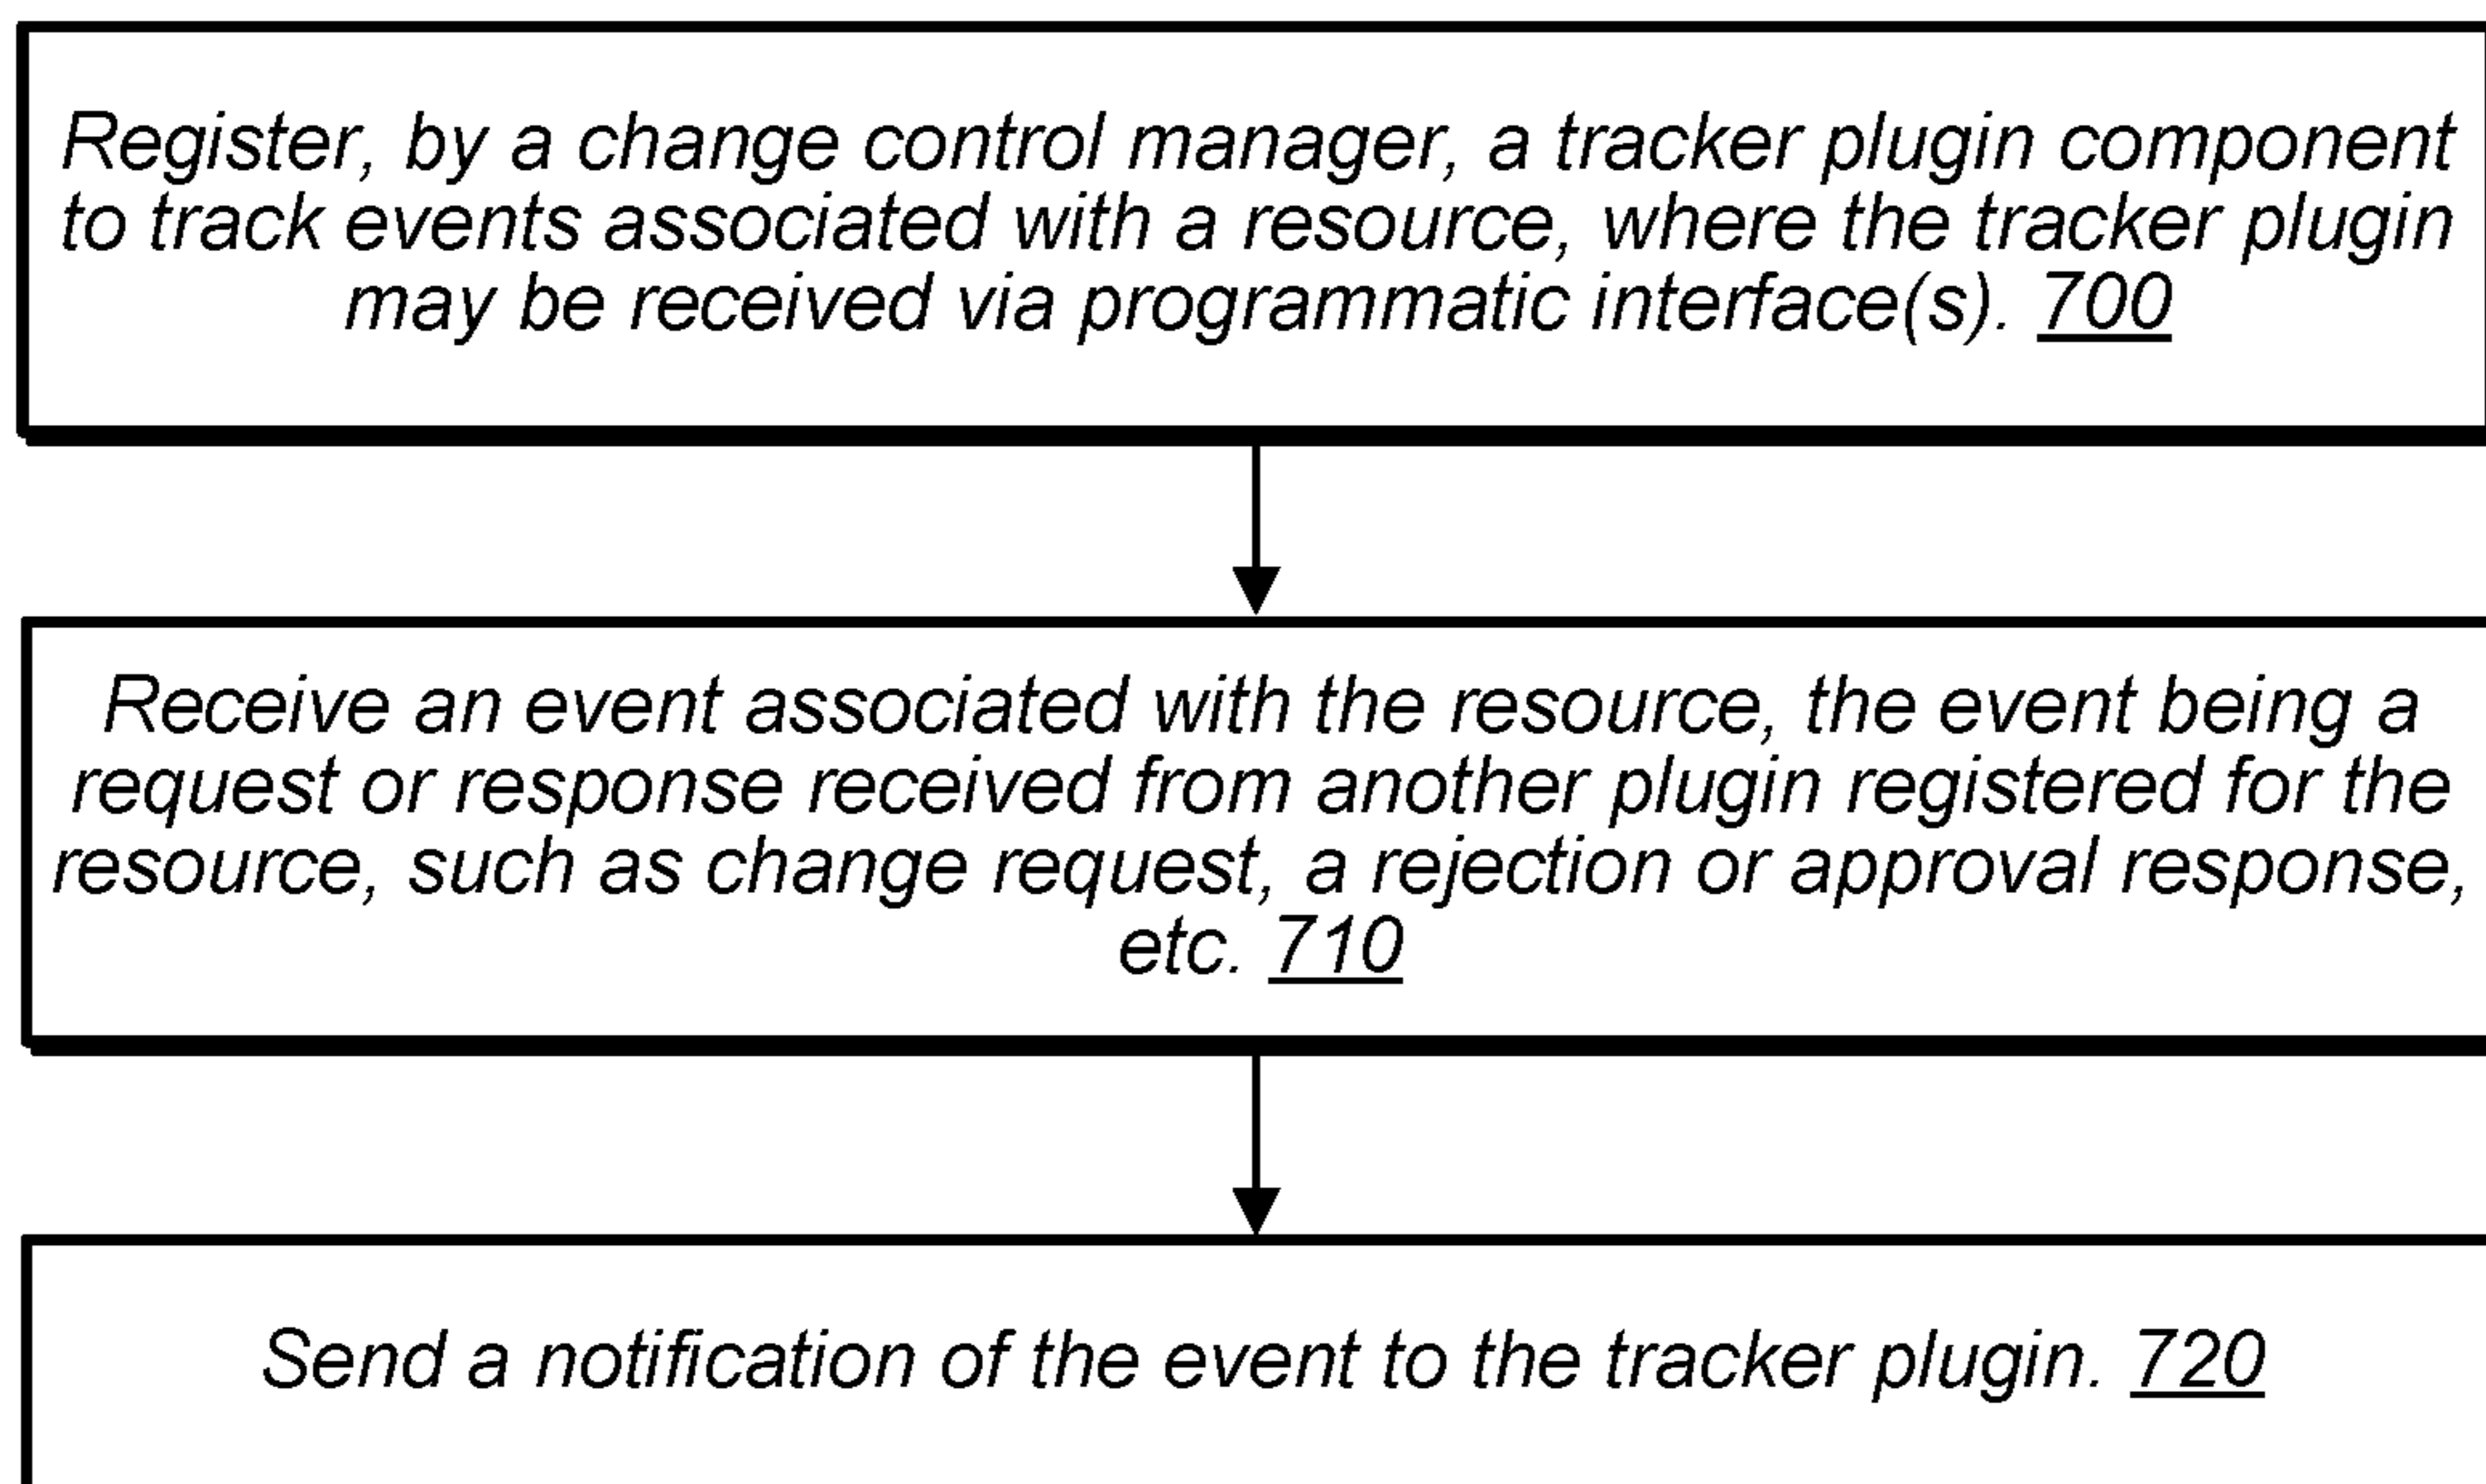 Register, by a change control manager, a tracker plugin component
to track events associated with a resource, where the tracker plugin
may be received via programmatic interface(s). 700
Receive an event associated with the resource, the event being a
request or response received from another plugin registered for the
resource, such as change request, a rejection or approval response,
etc. 710
Send a notification of the event to the tracker plugin. 720